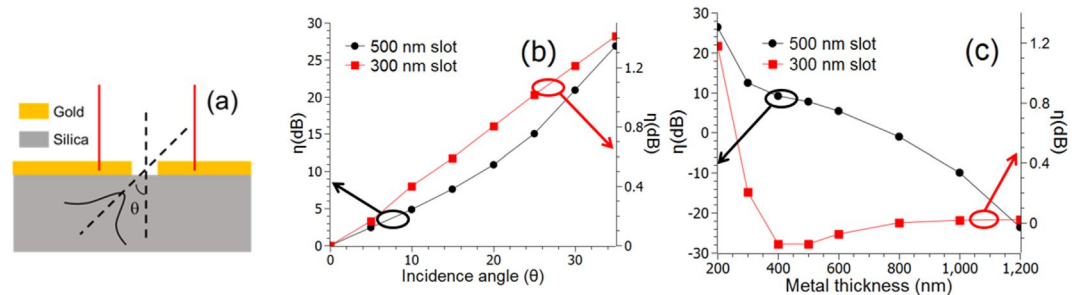 (a)
Gold
Silica
θ
(b)
500 nm slot
300 nm slot
η(dB)
30
25
20
15
10
5
0
0
10
20
30
Incidence angle (θ)
1.2
0.8
0.4
0
η(dB)
(c)
500 nm slot
300 nm slot
η(dB)
30
20
10
0
-10
-20
-30
200
400
600
800
1,000
1,200
Metal thickness (nm)
1.2
0.8
0.4
0
η(dB)